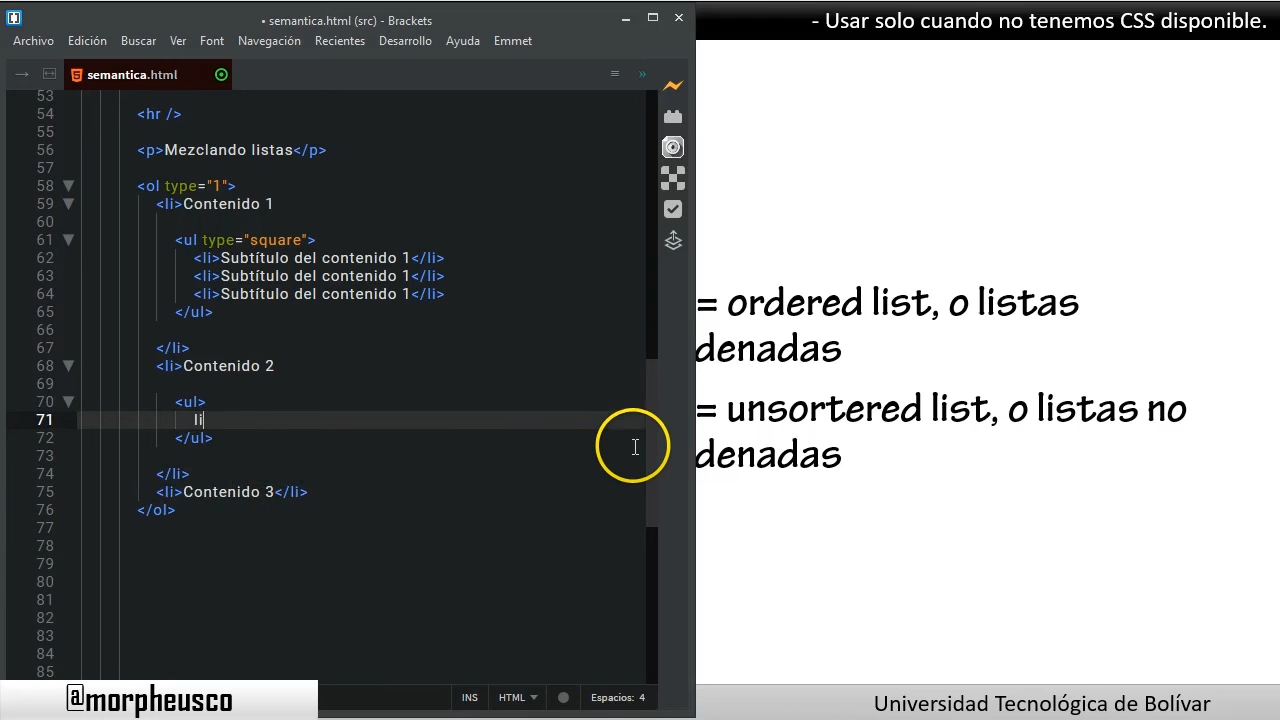 • semantica.html (src) - Brackets
Archivo Edición Buscar Ver Font Navegación Recientes Desarrollo Ayuda Emmet
semantica.html
53
54 <hr />
55
56 <p>Mezclando listas</p>
57
58 <ol type="1">
59 <li>Contenido 1
60
61 <ul type="square">
62 <li>Subtítulo del contenido 1</li>
63 <li>Subtítulo del contenido 1</li>
64 <li>Subtítulo del contenido 1</li>
65 </ul>
66
67 </li>
68 <li>Contenido 2
69
70 <ul>
71 li
72 </ul>
73
74 </li>
75 <li>Contenido 3</li>
76 </ol>
77
78
79
80
81
82
83
84
85
INS HTML Espacios: 4
@morpheusco
- Usar solo cuando no tenemos CSS disponible.
= ordered list, o listas
denadas
= unsortered list, o listas no
denadas
Universidad Tecnológica de Bolívar